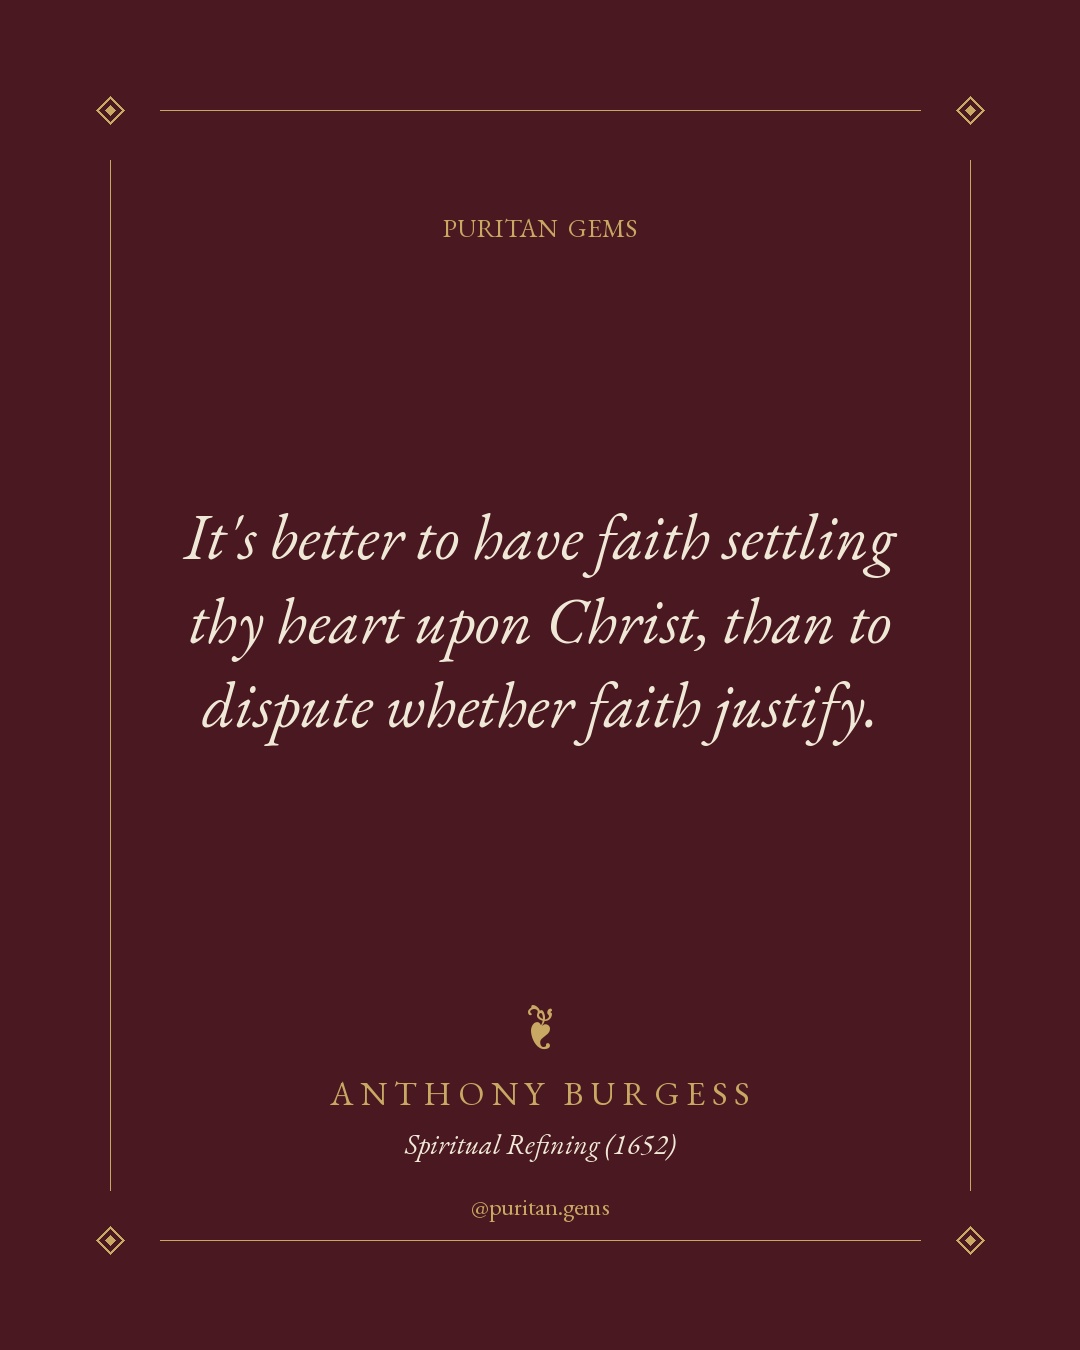 PURITAN GEMS
It's better to have faith settling
thy heart upon Christ, than to
dispute whether faith justify.
ANTHONY BURGESS
Spiritual Refining (1652)
@puritan.gems